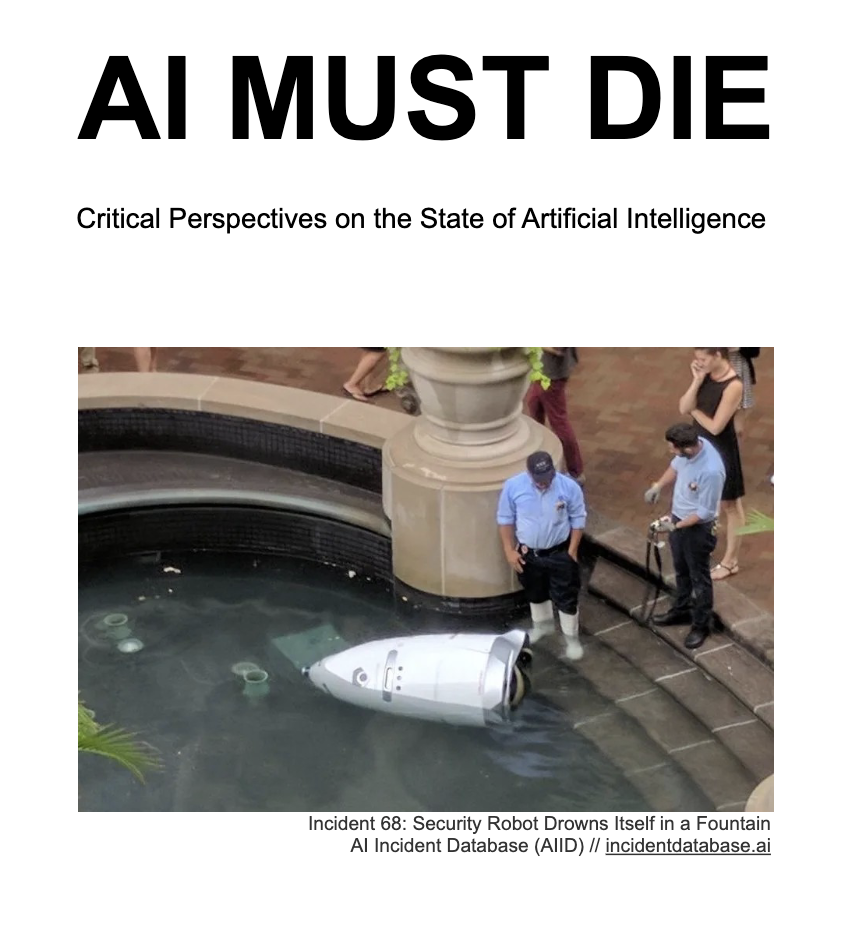 AI MUST DIE
Critical Perspectives on the State of Artificial Intelligence
Incident 68: Security Robot Drowns Itself in a Fountain
AI Incident Database (AIID) // incidentdatabase.ai